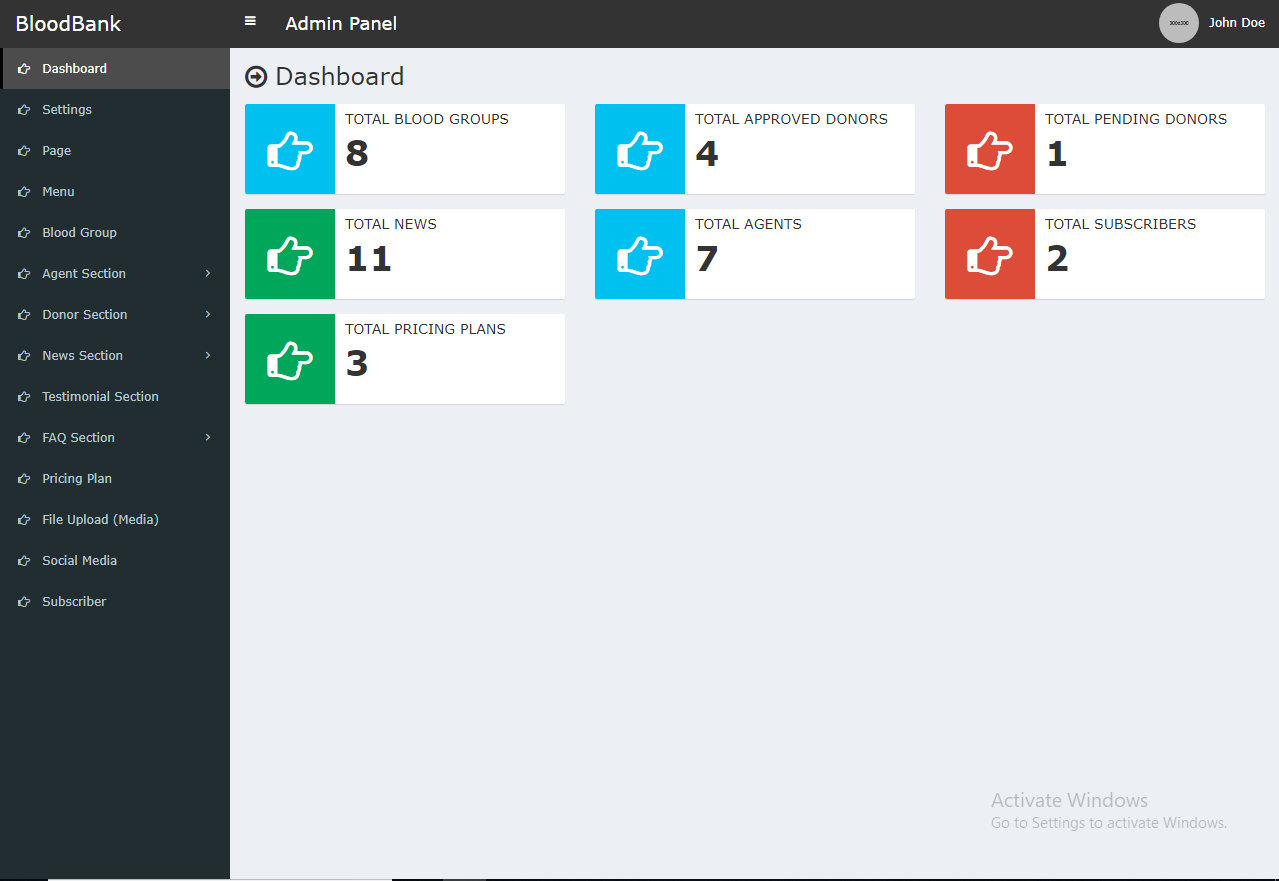 BloodBank
Admin Panel
300x300
John Doe
Dashboard
Settings
Page
Menu
Blood Group
Agent Section
Donor Section
News Section
Testimonial Section
FAQ Section
Pricing Plan
File Upload (Media)
Social Media
Subscriber
Dashboard
TOTAL BLOOD GROUPS
8
TOTAL APPROVED DONORS
4
TOTAL PENDING DONORS
1
TOTAL NEWS
11
TOTAL AGENTS
7
TOTAL SUBSCRIBERS
2
TOTAL PRICING PLANS
3
Activate Windows
Go to Settings to activate Windows.